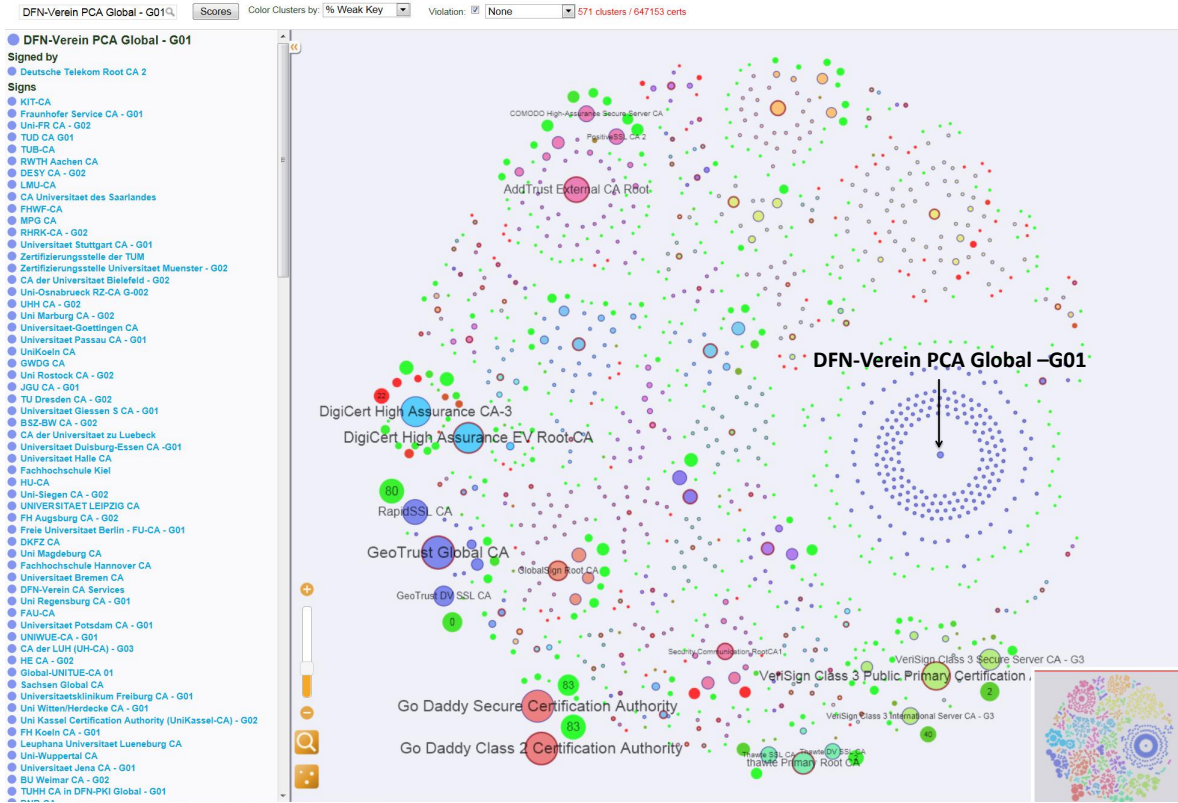 DFN-Verein PCA Global - G01
Scores
Color Clusters by:
% Weak Key
Violation:
None
571 clusters / 647153 certs
DFN-Verein PCA Global - G01
Signed by
Deutsche Telekom Root CA 2
Signs
KIT-CA
Fraunhofer Service CA - G01
Uni-FR CA - G02
TUD CA G01
TUB-CA
RWTH Aachen CA
DESY CA - G02
LMU-CA
CA Universitaet des Saarlandes
FHWF-CA
MPG CA
RHRK-CA - G02
Universitaet Stuttgart CA - G01
Zertifizierungsstelle der TUM
Zertifizierungsstelle Universitaet Muenster - G02
CA der Universitaet Bielefeld - G02
Uni-Osnabrueck RZ-CA G-002
UHH CA - G02
Uni Marburg CA - G02
Universitaet-Goettingen CA
Universitaet Passau CA - G01
UniKoeln CA
GWDG CA
Uni Rostock CA - G02
JGU CA - G01
TU Dresden CA - G02
Universitaet Giessen S CA - G01
BSZ-BW CA - G02
CA der Universitaet zu Luebeck
Universitaet Duisburg-Essen CA -G01
Universitaet Halle CA
Fachhochschule Kiel
HU-CA
Uni-Siegen CA - G02
UNIVERSITAET LEIPZIG CA
FH Augsburg CA - G02
Freie Universitaet Berlin - FU-CA - G01
DKFZ CA
Uni Magdeburg CA
Fachhochschule Hannover CA
Universitaet Bremen CA
DFN-Verein CA Services
Uni Regensburg CA - G01
FAU-CA
Universitaet Potsdam CA - G01
UNIWUE-CA - G01
CA der LUH (UH-CA) - G03
HE CA - G02
Global-UNITUE-CA 01
Sachsen Global CA
Universitaetsklinikum Freiburg CA - G01
Uni Witten/Herdecke CA - G01
Uni Kassel Certification Authority (UniKassel-CA) - G02
FH Koeln CA - G01
Leuphana Universitaet Lueneburg CA
Uni-Wuppertal CA
Universitaet Jena CA - G01
BU Weimar CA - G02
TUHH CA in DFN-PKI Global - G01
COMODO High-Assurance Secure Server CA
PositiveSSL CA 2
AddTrust External CA Root
DFN-Verein PCA Global –G01
22
DigiCert High Assurance CA-3
DigiCert High Assurance EV Root CA
80
RapidSSL CA
GeoTrust Global CA
GlobalSign Root CA
GeoTrust DV SSL CA
0
Security Communication RootCA1
VeriSign Class 3 Secure Server CA - G3
VeriSign Class 3 Public Primary Certification
83
2
Go Daddy Secure Certification Authority
VeriSign Class 3 International Server CA - G3
83
40
Go Daddy Class 2 Certification Authority
Thawte SSL CA
Thawte DV SSL CA
thawte Primary Root CA